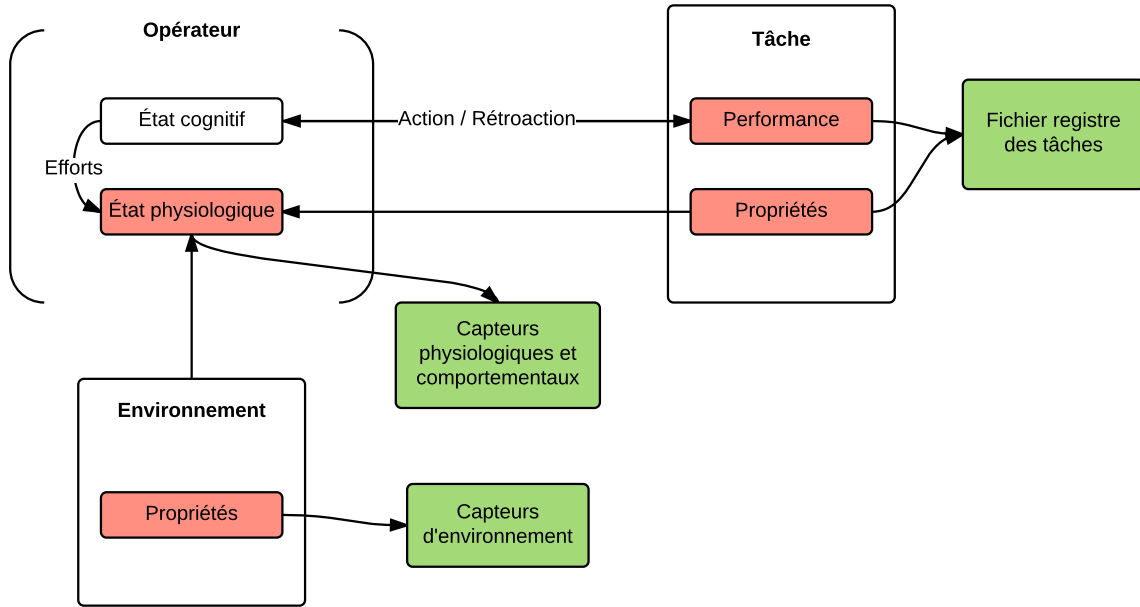 Opérateur
Tâche
État cognitif
Action / Rétroaction
Performance
Fichier registre
des tâches
Efforts
État physiologique
Propriétés
Capteurs
physiologiques et
comportementaux
Environnement
Propriétés
Capteurs
d'environnement